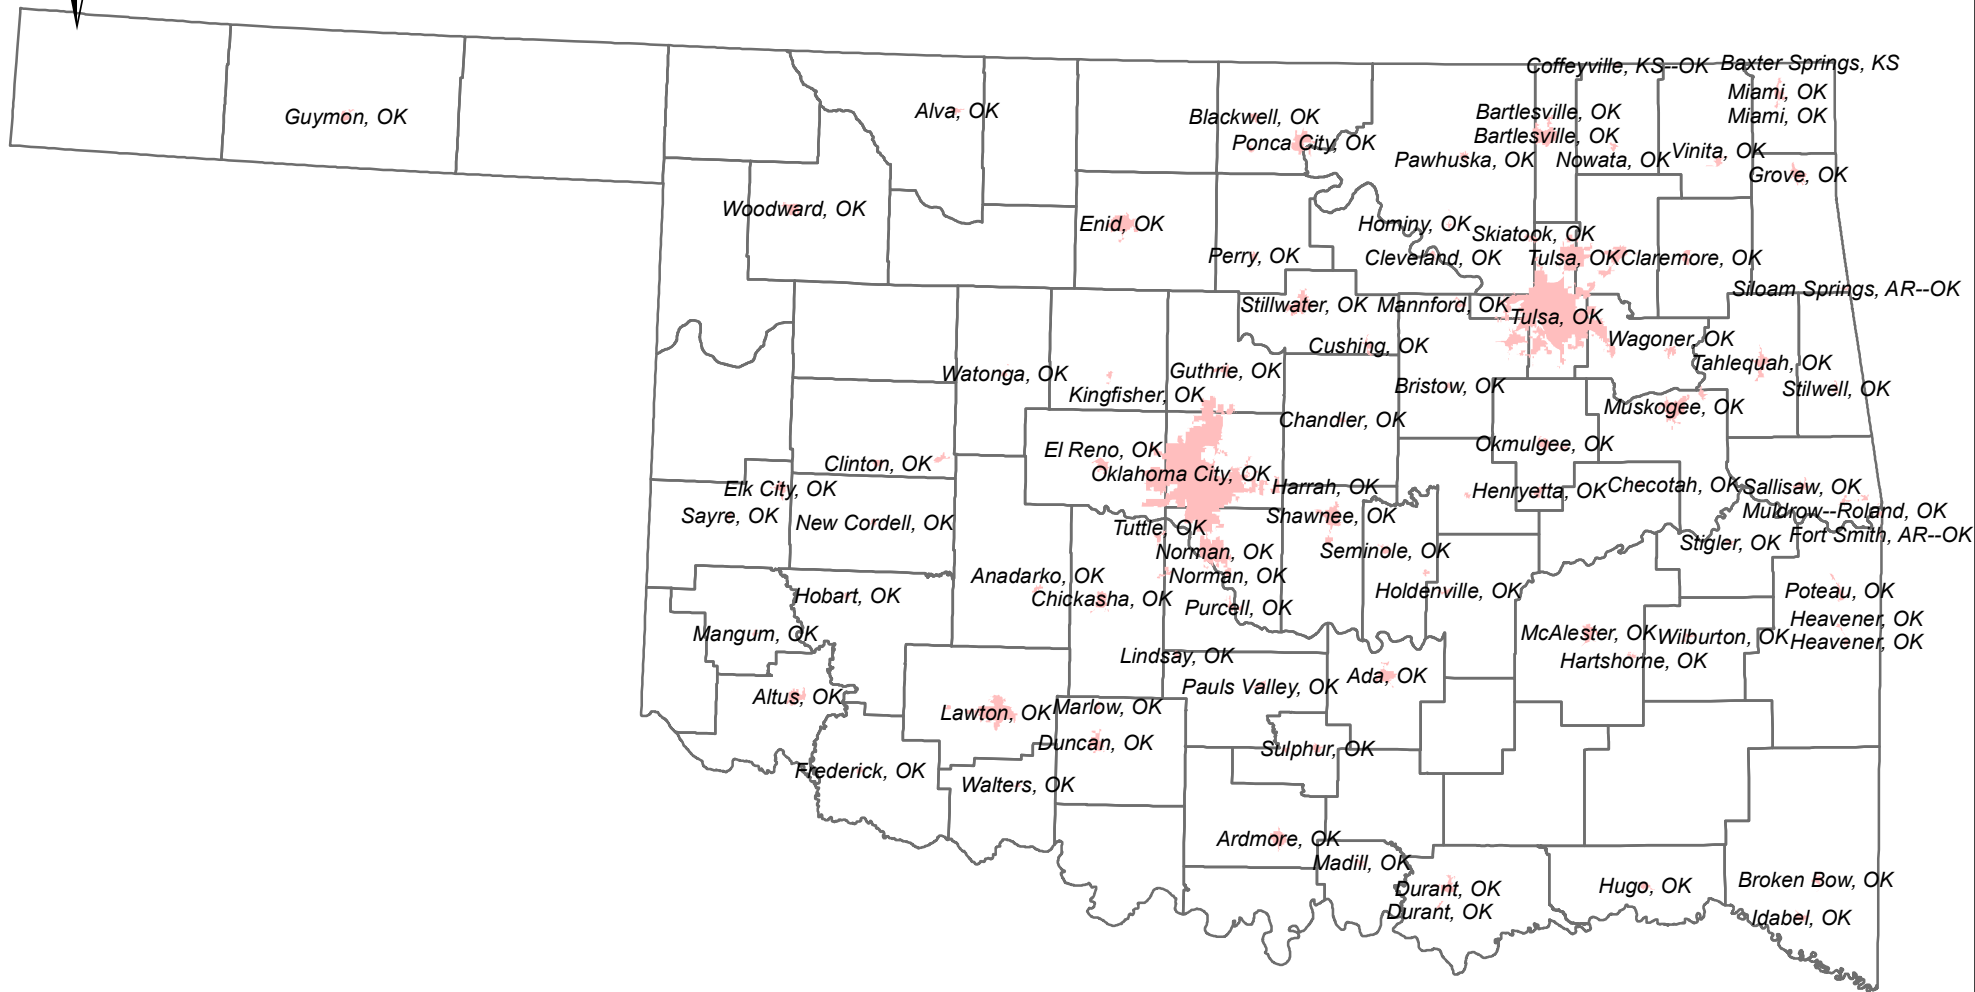 Coffeyville, KS--OK
Baxter Springs, KS
Miami, OK
Miami, OK
Guymon, OK
Alva, OK
Blackwell, OK
Ponca City, OK
Bartlesville, OK
Bartlesville, OK
Pawhuska, OK
Nowata, OK
Vinita, OK
Grove, OK
Woodward, OK
Enid, OK
Hominy, OK
Skiatook, OK
Perry, OK
Cleveland, OK
Tulsa, OK
Claremore, OK
Siloam Springs, AR--OK
Stillwater, OK
Mannford, OK
Tulsa, OK
Cushing, OK
Wagoner, OK
Tahlequah, OK
Watonga, OK
Guthrie, OK
Bristow, OK
Stilwell, OK
Kingfisher, OK
Muskogee, OK
Chandler, OK
El Reno, OK
Okmulgee, OK
Clinton, OK
Oklahoma City, OK
Elk City, OK
Harrah, OK
Henryetta, OK
Checotah, OK
Sallisaw, OK
Sayre, OK
New Cordell, OK
Shawnee, OK
Muldrow--Roland, OK
Tuttle, OK
Fort Smith, AR--OK
Norman, OK
Seminole, OK
Stigler, OK
Anadarko, OK
Norman, OK
Hobart, OK
Chickasha, OK
Purcell, OK
Holdenville, OK
Poteau, OK
Heavener, OK
Mangum, OK
McAlester, OK
Wilburton, OK
Heavener, OK
Lindsay, OK
Hartshorne, OK
Altus, OK
Pauls Valley, OK
Ada, OK
Lawton, OK
Marlow, OK
Duncan, OK
Sulphur, OK
Frederick, OK
Walters, OK
Ardmore, OK
Madill, OK
Durant, OK
Hugo, OK
Broken Bow, OK
Durant, OK
Idabel, OK